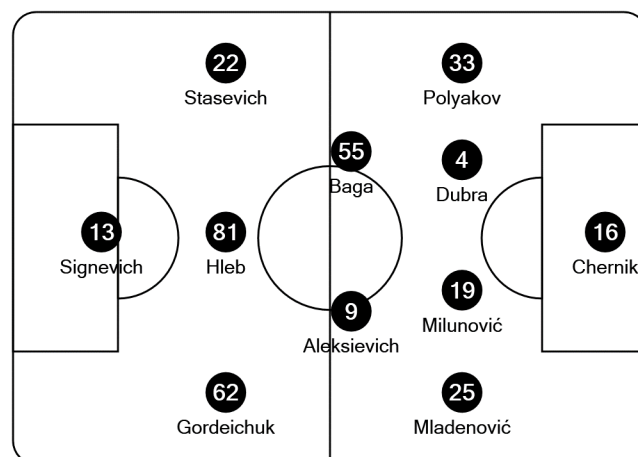 22
Stasevich
33
Polyakov
55
Baga
4
Dubra
13
Signevich
81
Hleb
16
Chernik
19
Milunović
9
Aleksievich
62
Gordeichuk
25
Mladenović